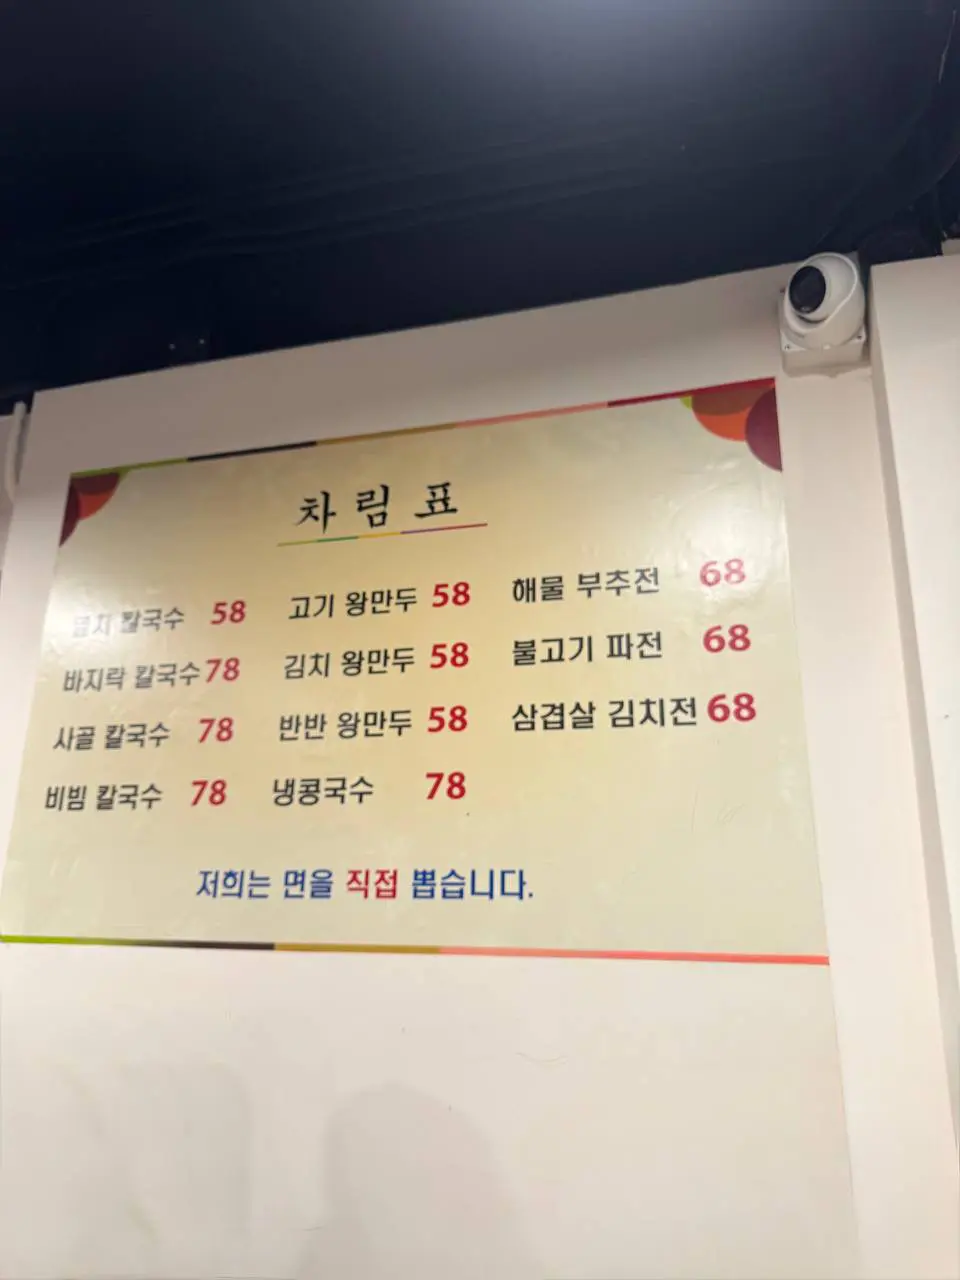 차림표
멸치 칼국수 58 고기 왕만두 58 해물 부추전 68
바지락 칼국수 78 김치 왕만두 58 불고기 파전 68
사골 칼국수 78 반반 왕만두 58 삼겹살 김치전 68
비빔 칼국수 78 냉콩국수 78
저희는 면을 직접 뽑습니다.